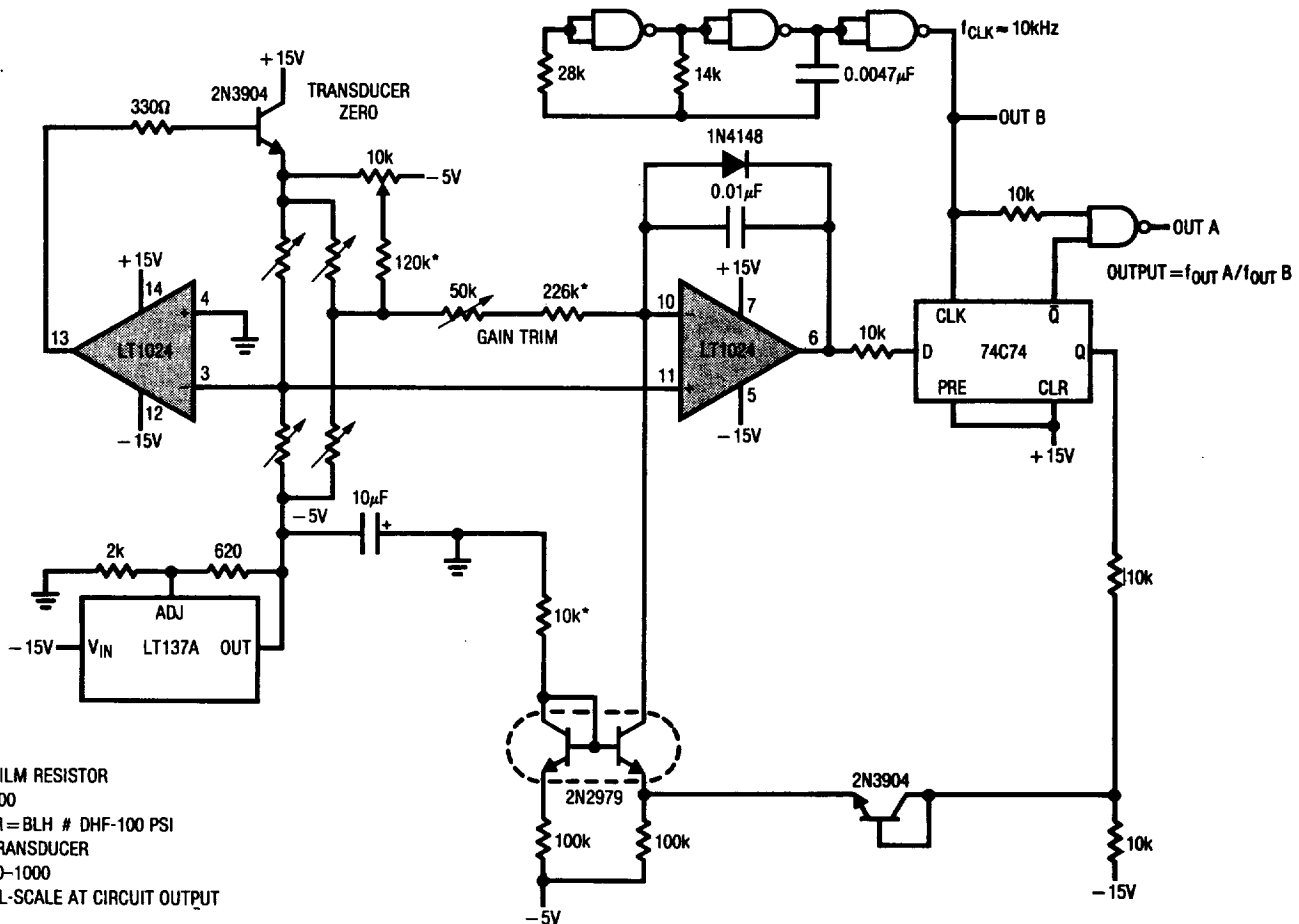 +15V
2N3904
TRANSDUCER
ZERO
330Ω
10k
−5V
120k*
+15V
14
4
+
13
LT1024
3
−
12
−15V
50k
GAIN TRIM
226k*
28k
14k
0.0047µF
fCLK ≈ 10kHz
OUT B
1N4148
0.01µF
+15V
7
10
−
LT1024
6
11
+
5
−15V
10k
10k
OUT A
OUTPUT = fOUT A/fOUT B
CLK
Q̅
D
74C74
Q
PRE
CLR
+15V
−5V
10µF
+
2k
620
ADJ
−15V
VIN
LT137A
OUT
10k*
10k
2N2979
2N3904
100k
100k
10k
−5V
−15V
ILM RESISTOR
00
=BLH # DHF-100 PSI
RANSDUCER
0–1000
L-SCALE AT CIRCUIT OUTPUT